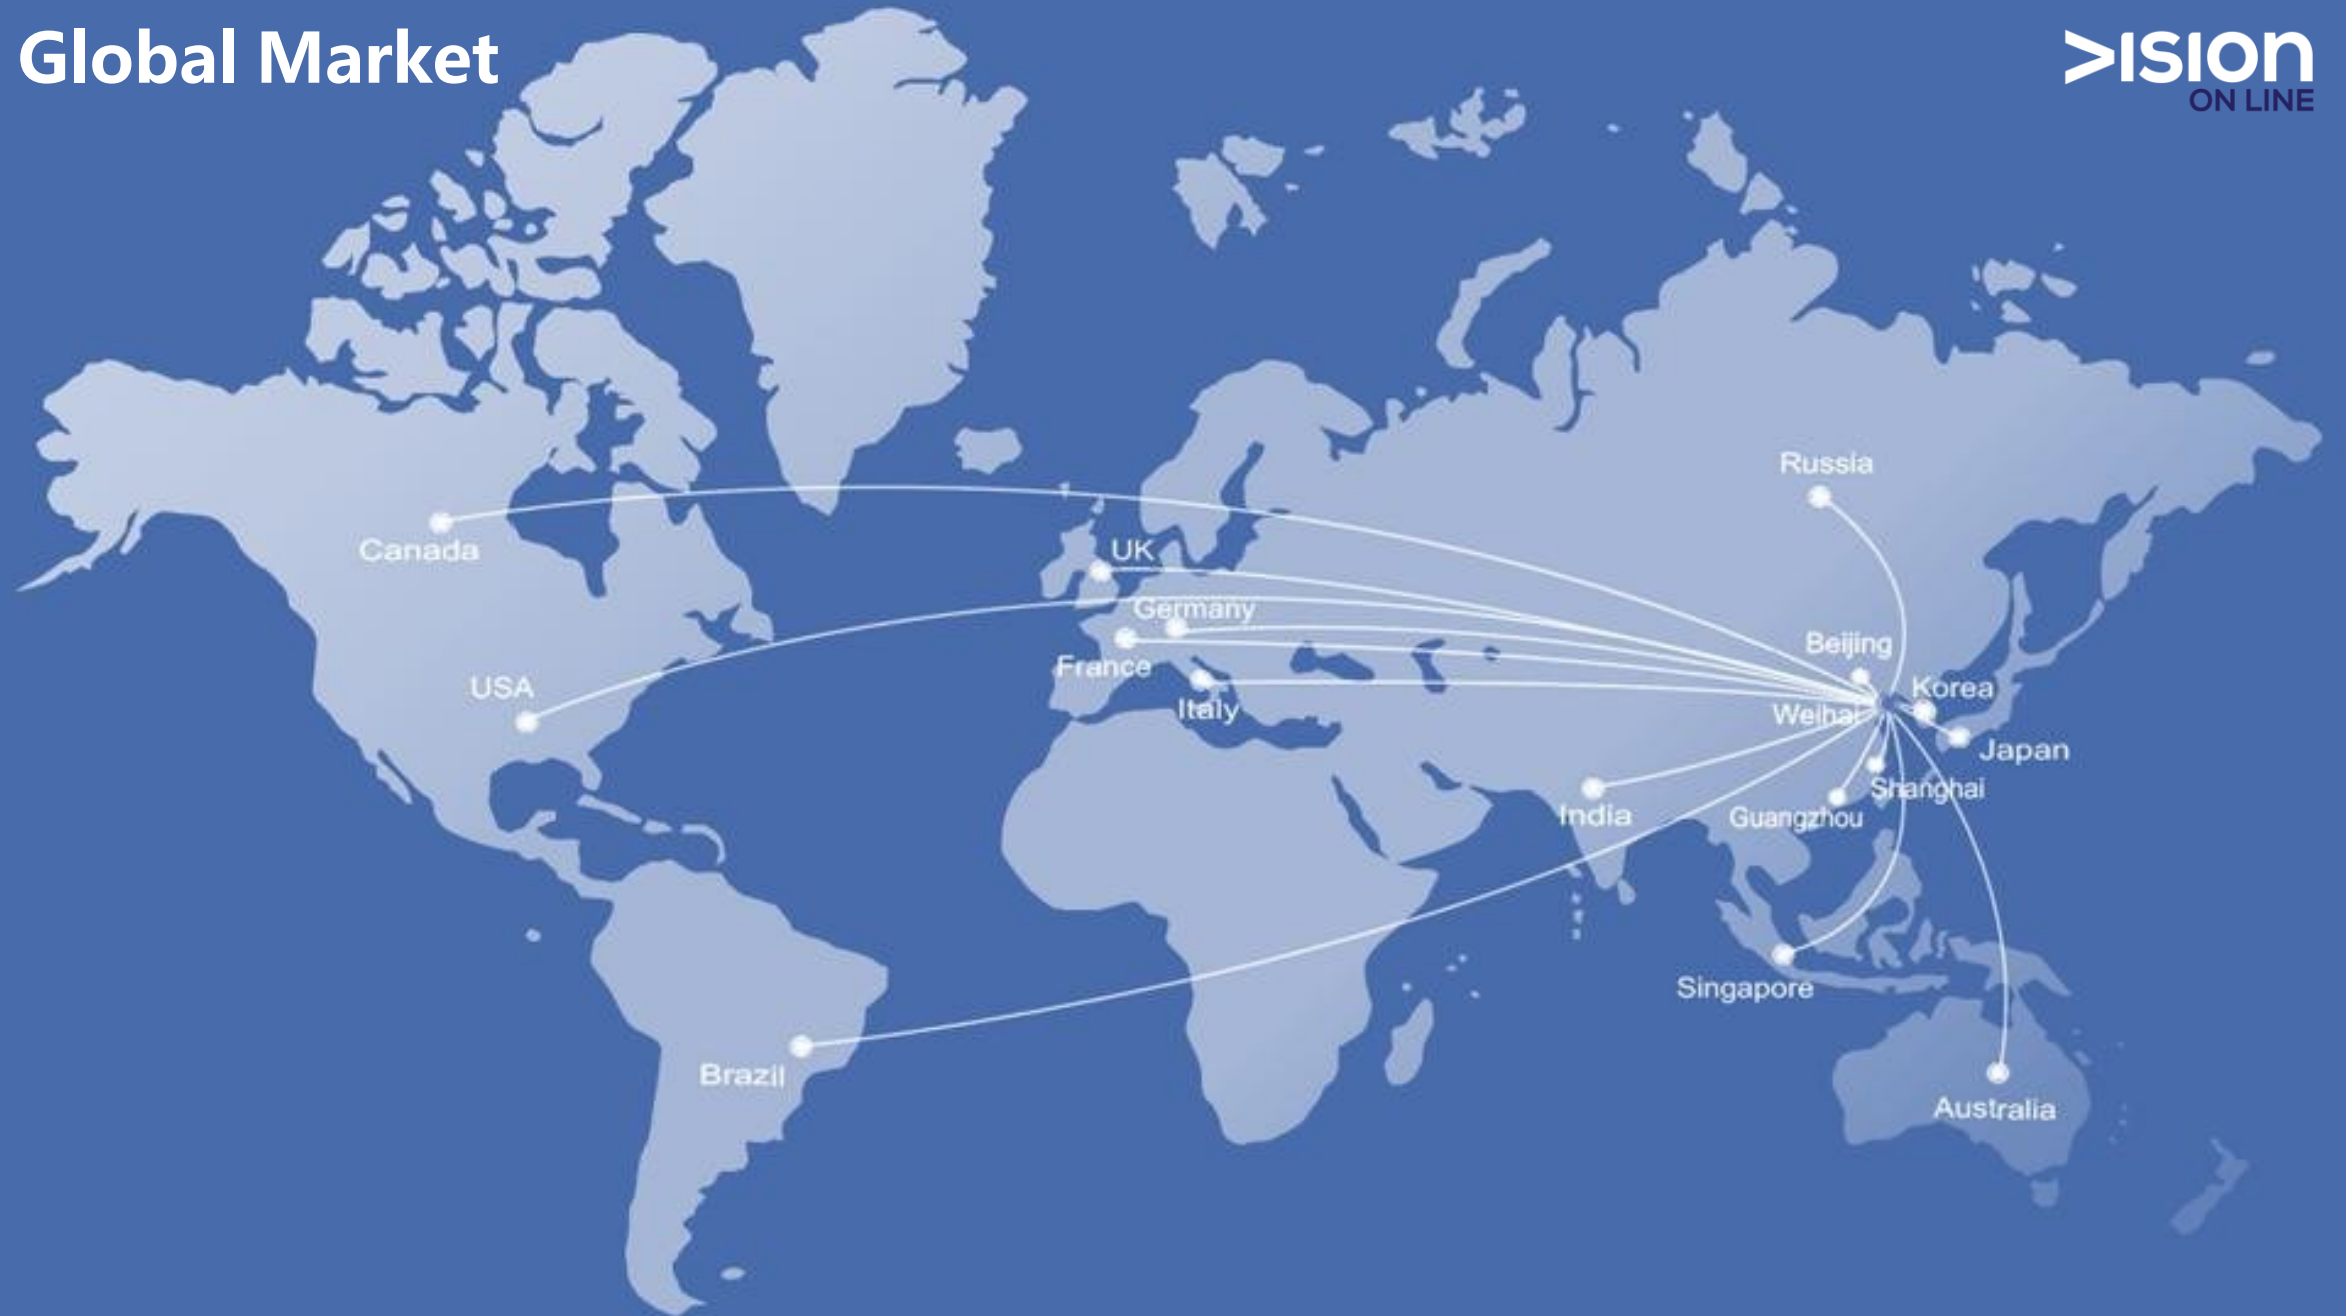 Global Market
>ISION
ON LINE
Russia
Canada
UK
Germany
Beijing
France
USA
Korea
Italy
Weihai
Japan
Shanghai
India
Guangzhou
Singapore
Brazil
Australia